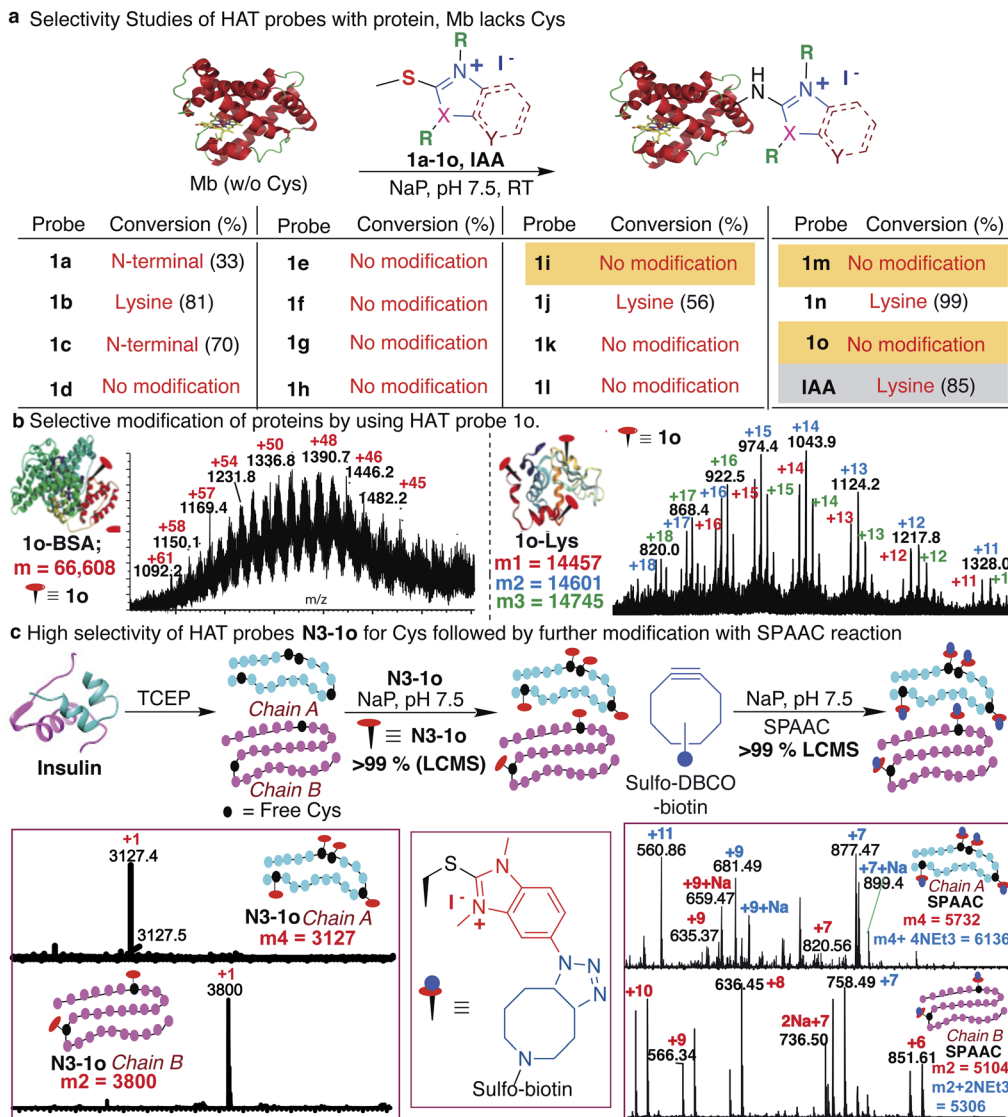 a Selectivity Studies of HAT probes with protein, Mb lacks Cys
R
S
N + I -
X
R
Y
1a-1o, IAA
NaP, pH 7.5, RT
Mb (w/o Cys)
R
H
N
N + I -
X
R
Y
Probe Conversion (%) Probe Conversion (%) Probe Conversion (%) Probe Conversion (%)
1a N-terminal (33) 1e No modification 1i No modification 1m No modification
1b Lysine (81) 1f No modification 1j Lysine (56) 1n Lysine (99)
1c N-terminal (70) 1g No modification 1k No modification 1o No modification
1d No modification 1h No modification 1l No modification IAA Lysine (85)
b Selective modification of proteins by using HAT probe 1o.
1o-BSA;
m = 66,608
≡ 1o
+61
1092.2
+58
1150.1
+57
1169.4
+54
1231.8
+50
1336.8
+48
1390.7
+46
1446.2
+45
1482.2
m/z
≡ 1o
1o-Lys
m1 = 14457
m2 = 14601
m3 = 14745
+18
+18
820.0
+17
+17
868.4
+16
+16
922.5
+16
+15
+15
974.4
+15
+14
+14
1043.9
+14
+13
+13
1124.2
+13
+12
+12
1217.8
+12
+11
+11
1328.0
c High selectivity of HAT probes N3-1o for Cys followed by further modification with SPAAC reaction
Insulin
TCEP
Chain A
Chain B
= Free Cys
N3-1o
NaP, pH 7.5
≡ N3-1o
>99 % (LCMS)
Sulfo-DBCO
-biotin
NaP, pH 7.5
SPAAC
>99 % LCMS
+1
3127.4
3127.5
N3-1o Chain A
m4 = 3127
+1
3800
N3-1o Chain B
m2 = 3800
S
N
I -
N
+
N
N
N
N
≡
Sulfo-biotin
+11
560.86
+9
681.49
+9+Na
659.47
+9
635.37
+9+Na
+7
820.56
+7
877.47
+7+Na
899.4
Chain A
SPAAC
m4 = 5732
m4+ 4NEt3 = 6136
+10
+9
566.34
636.45 +8
2Na+7
736.50
758.49 +7
+6
851.61
Chain B
SPAAC
m2 = 5104
m2+2NEt3
= 5306